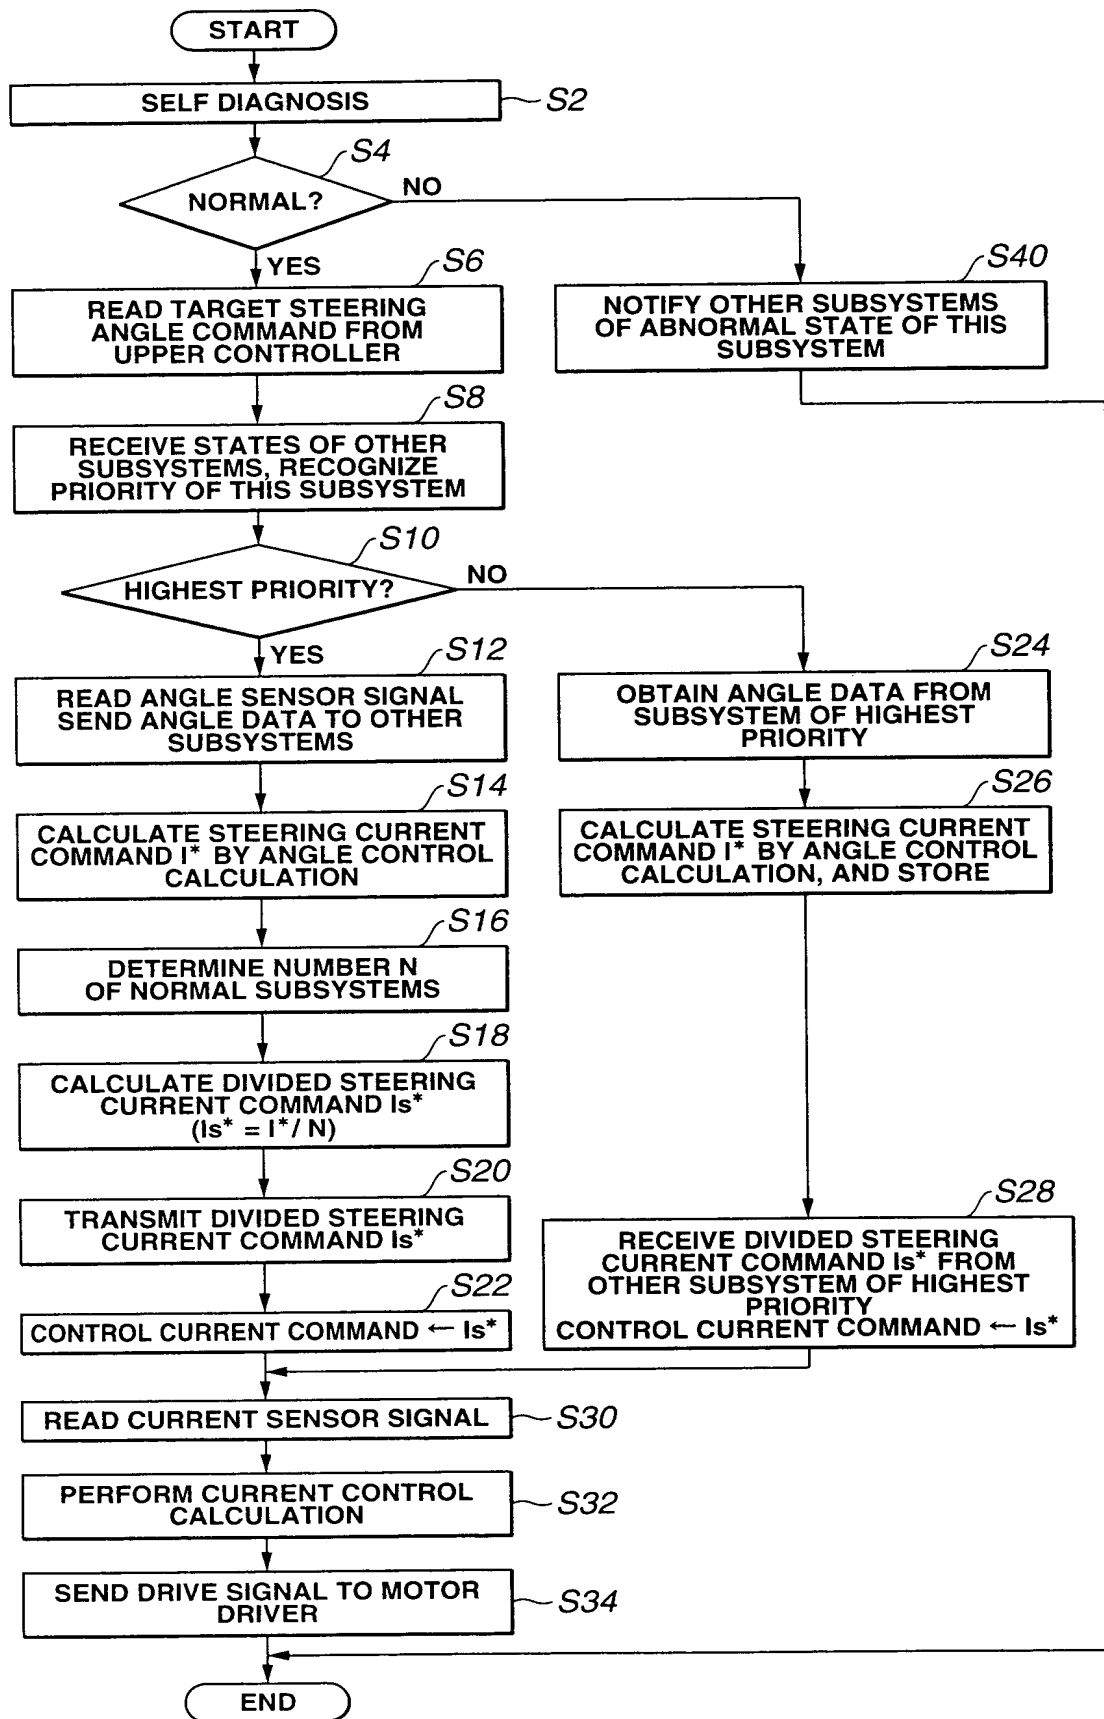 START
SELF DIAGNOSIS
S2
S4
NORMAL?
NO
YES
S6
READ TARGET STEERING
ANGLE COMMAND FROM
UPPER CONTROLLER
S40
NOTIFY OTHER SUBSYSTEMS
OF ABNORMAL STATE OF THIS
SUBSYSTEM
S8
RECEIVE STATES OF OTHER
SUBSYSTEMS, RECOGNIZE
PRIORITY OF THIS SUBSYSTEM
S10
HIGHEST PRIORITY?
NO
YES
S12
READ ANGLE SENSOR SIGNAL
SEND ANGLE DATA TO OTHER
SUBSYSTEMS
S24
OBTAIN ANGLE DATA FROM
SUBSYSTEM OF HIGHEST
PRIORITY
S14
CALCULATE STEERING CURRENT
COMMAND I* BY ANGLE CONTROL
CALCULATION
S26
CALCULATE STEERING CURRENT
COMMAND I* BY ANGLE CONTROL
CALCULATION, AND STORE
S16
DETERMINE NUMBER N
OF NORMAL SUBSYSTEMS
S18
CALCULATE DIVIDED STEERING
CURRENT COMMAND Is*
(Is* = I*/ N)
S20
TRANSMIT DIVIDED STEERING
CURRENT COMMAND Is*
S28
RECEIVE DIVIDED STEERING
CURRENT COMMAND Is* FROM
OTHER SUBSYSTEM OF HIGHEST
PRIORITY
CONTROL CURRENT COMMAND ← Is*
S22
CONTROL CURRENT COMMAND ← Is*
READ CURRENT SENSOR SIGNAL
S30
PERFORM CURRENT CONTROL
CALCULATION
S32
SEND DRIVE SIGNAL TO MOTOR
DRIVER
S34
END